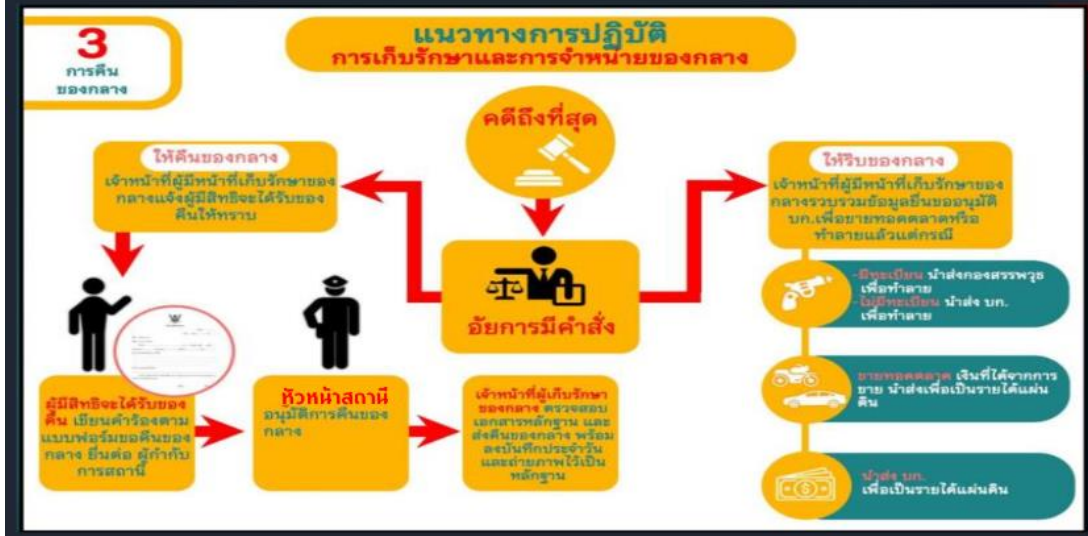 3
การคืน
ของกลาง
แนวทางการปฏิบัติ
การเก็บรักษาและการจำหน่ายของกลาง
คดีถึงที่สุด
ให้คืนของกลาง
เจ้าหน้าที่ผู้มีหน้าที่เก็บรักษาของ
กลางแจ้งผู้มีสิทธิจะได้รับของ
คืนให้ทราบ
อัยการมีคำสั่ง
ให้ริบของกลาง
เจ้าหน้าที่ผู้มีหน้าที่เก็บรักษาของ
กลางรวบรวมข้อมูลยื่นขออนุมัติ
บก.เพื่อขายทอดตลาดหรือ
ทำลายแล้วแต่กรณี
-มีทะเบียน นำส่งกองสรรพวุธ
เพื่อทำลาย
-ไม่มีทะเบียน นำส่ง บก.
เพื่อทำลาย
ขายทอดตลาด เงินที่ได้จากการ
ขาย นำส่งเพื่อเป็นรายได้แผ่น
ดิน
นำส่ง บก.
เพื่อเป็นรายได้แผ่นดิน
ผู้มีสิทธิจะได้รับของ
คืน เขียนคำร้องตาม
แบบฟอร์มขอคืนของ
กลาง ยื่นต่อ ผู้กำกับ
การสถานี
หัวหน้าสถานี
อนุมัติการคืนของ
กลาง
เจ้าหน้าที่ผู้เก็บรักษา
ของกลาง ตรวจสอบ
เอกสารหลักฐาน และ
ส่งคืนของกลาง พร้อม
ลงบันทึกประจำวัน
และถ่ายภาพไว้เป็น
หลักฐาน